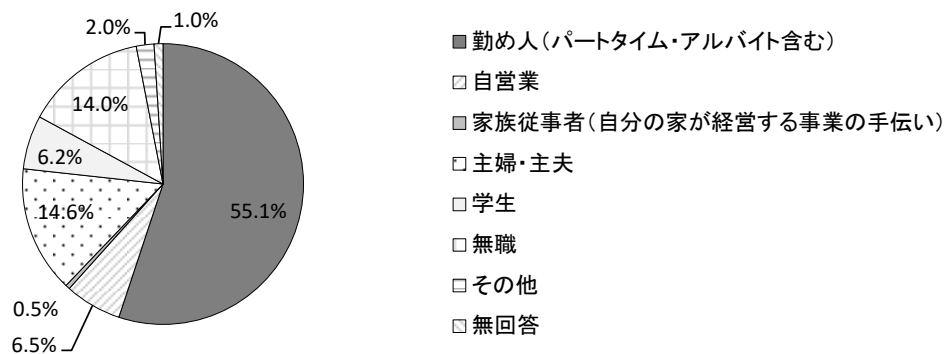 2.0%
1.0%
14.0%
6.2%
14.6%
55.1%
0.5%
6.5%
勤め人(パートタイム・アルバイト含む)
自営業
家族従事者(自分の家が経営する事業の手伝い)
主婦・主夫
学生
無職
その他
無回答